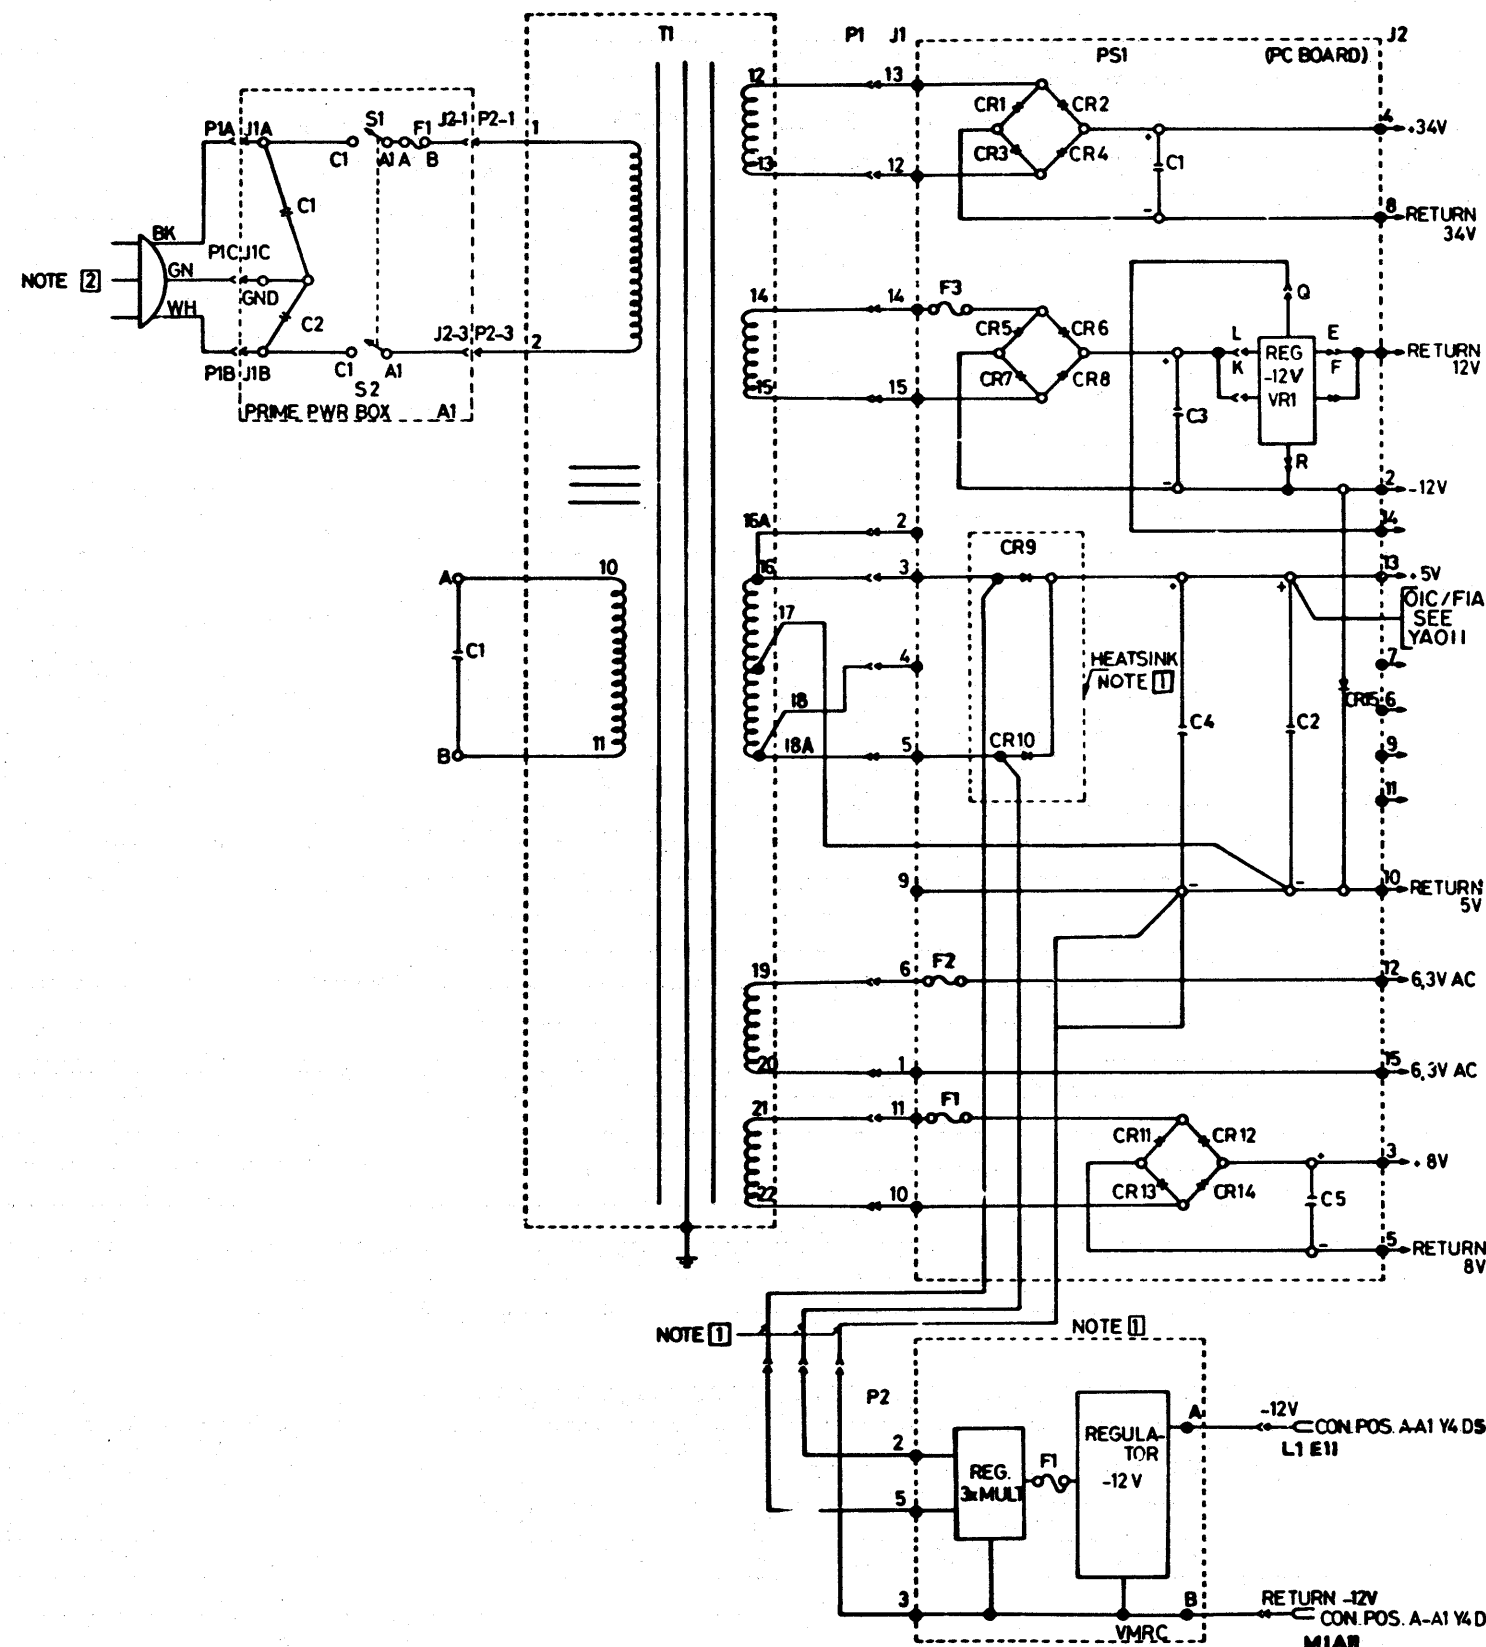 T1
P1 J1
J2
PS1
(PC BOARD)
12
13
CR1
CR2
4
+34V
CR3
CR4
C1
13
12
8
RETURN
34V
P1A
J1A
S1
J2-1
P2-1
1
C1
A1
A
F1
B
C1
BK
P1C
J1C
NOTE 2
GN
GND
WH
C2
P1B
J1B
C1
S2
A1
J2-3
P2-3
2
PRIME PWR BOX
A1
14
14
F3
Q
CR5
CR6
L
K
REG
-12V
VR1
E
F
RETURN
12V
CR7
CR8
C3
15
15
R
2
-12V
16A
2
14
CR9
16
3
13
+5V
OIC/FIA
SEE
YA011
17
A
10
C1
4
HEATSINK
NOTE 1
7
CR15
6
18
C4
C2
B
11
18A
5
CR10
9
11
9
10
RETURN
5V
19
6
F2
12
6,3V AC
20
1
15
6,3V AC
21
11
F1
CR11
CR12
3
+8V
CR13
CR14
C5
22
10
5
RETURN
8V
NOTE 1
NOTE 1
P2
A
-12V
CON.POS. A-A1 Y4 D5
L1 E11
2
REG.
3xMULT
F1
REGULA-
TOR
-12V
5
3
B
VMRC
RETURN -12V
CON.POS. A-A1 Y4 D